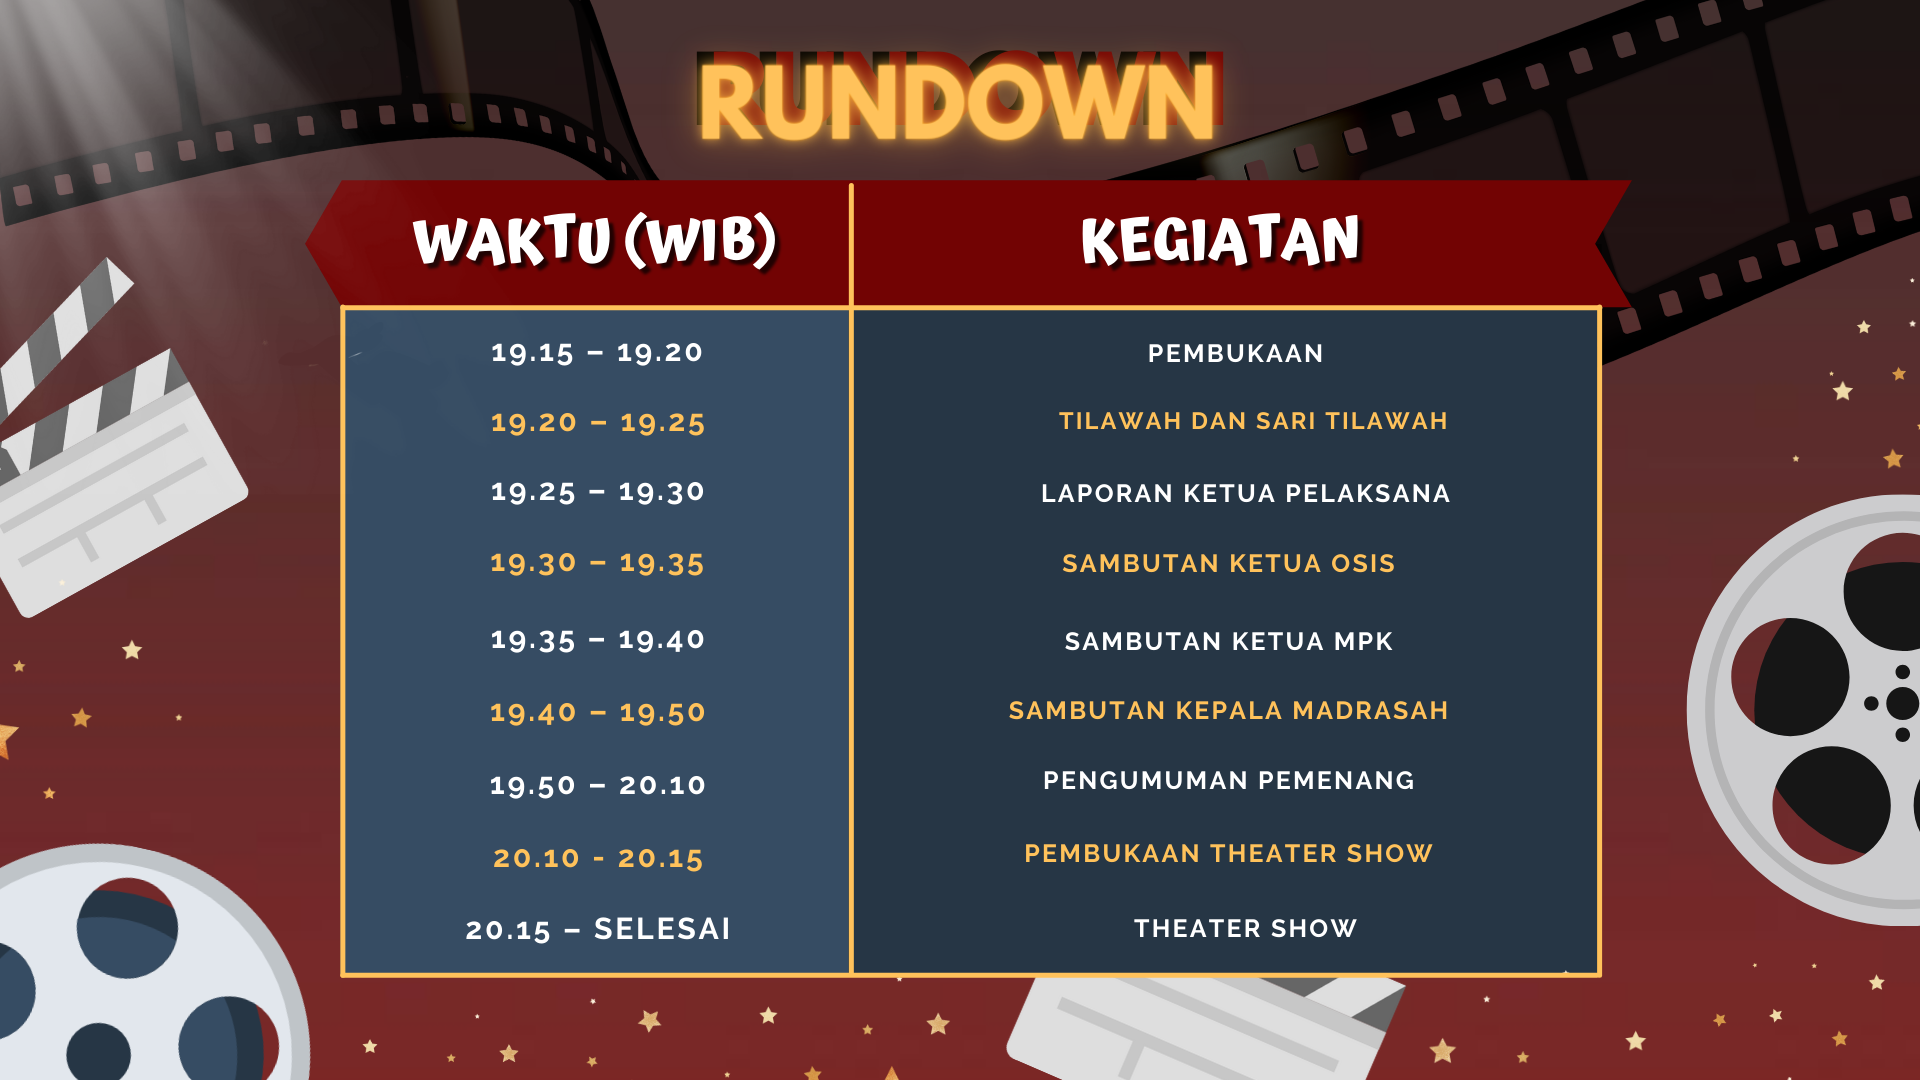 RUNDOWN
WAKTU (WIB) KEGIATAN
19.15 – 19.20 PEMBUKAAN
19.20 – 19.25 TILAWAH DAN SARI TILAWAH
19.25 – 19.30 LAPORAN KETUA PELAKSANA
19.30 – 19.35 SAMBUTAN KETUA OSIS
19.35 – 19.40 SAMBUTAN KETUA MPK
19.40 – 19.50 SAMBUTAN KEPALA MADRASAH
19.50 – 20.10 PENGUMUMAN PEMENANG
20.10 - 20.15 PEMBUKAAN THEATER SHOW
20.15 – SELESAI THEATER SHOW